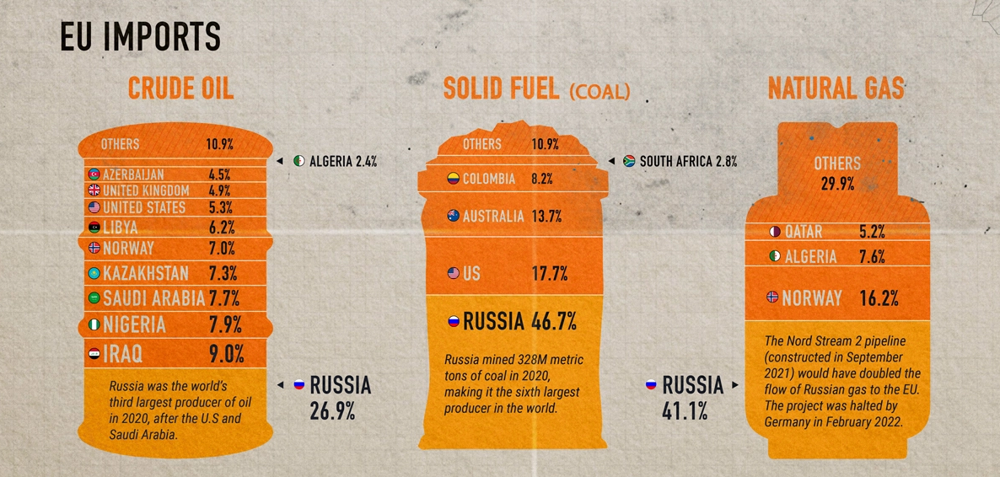 EU IMPORTS
CRUDE OIL
OTHERS 10.9%
ALGERIA 2.4%
AZERBAIJAN 4.5%
UNITED KINGDOM 4.9%
UNITED STATES 5.3%
LIBYA 6.2%
NORWAY 7.0%
KAZAKHSTAN 7.3%
SAUDI ARABIA 7.7%
NIGERIA 7.9%
IRAQ 9.0%
RUSSIA
26.9%
Russia was the world's
third largest producer of oil
in 2020, after the U.S and
Saudi Arabia.
SOLID FUEL (COAL)
OTHERS 10.9%
SOUTH AFRICA 2.8%
COLOMBIA 8.2%
AUSTRALIA 13.7%
US 17.7%
RUSSIA 46.7%
Russia mined 328M metric
tons of coal in 2020,
making it the sixth largest
producer in the world.
NATURAL GAS
OTHERS
29.9%
QATAR 5.2%
ALGERIA 7.6%
NORWAY 16.2%
RUSSIA
41.1%
The Nord Stream 2 pipeline
(constructed in September
2021) would have doubled the
flow of Russian gas to the EU.
The project was halted by
Germany in February 2022.